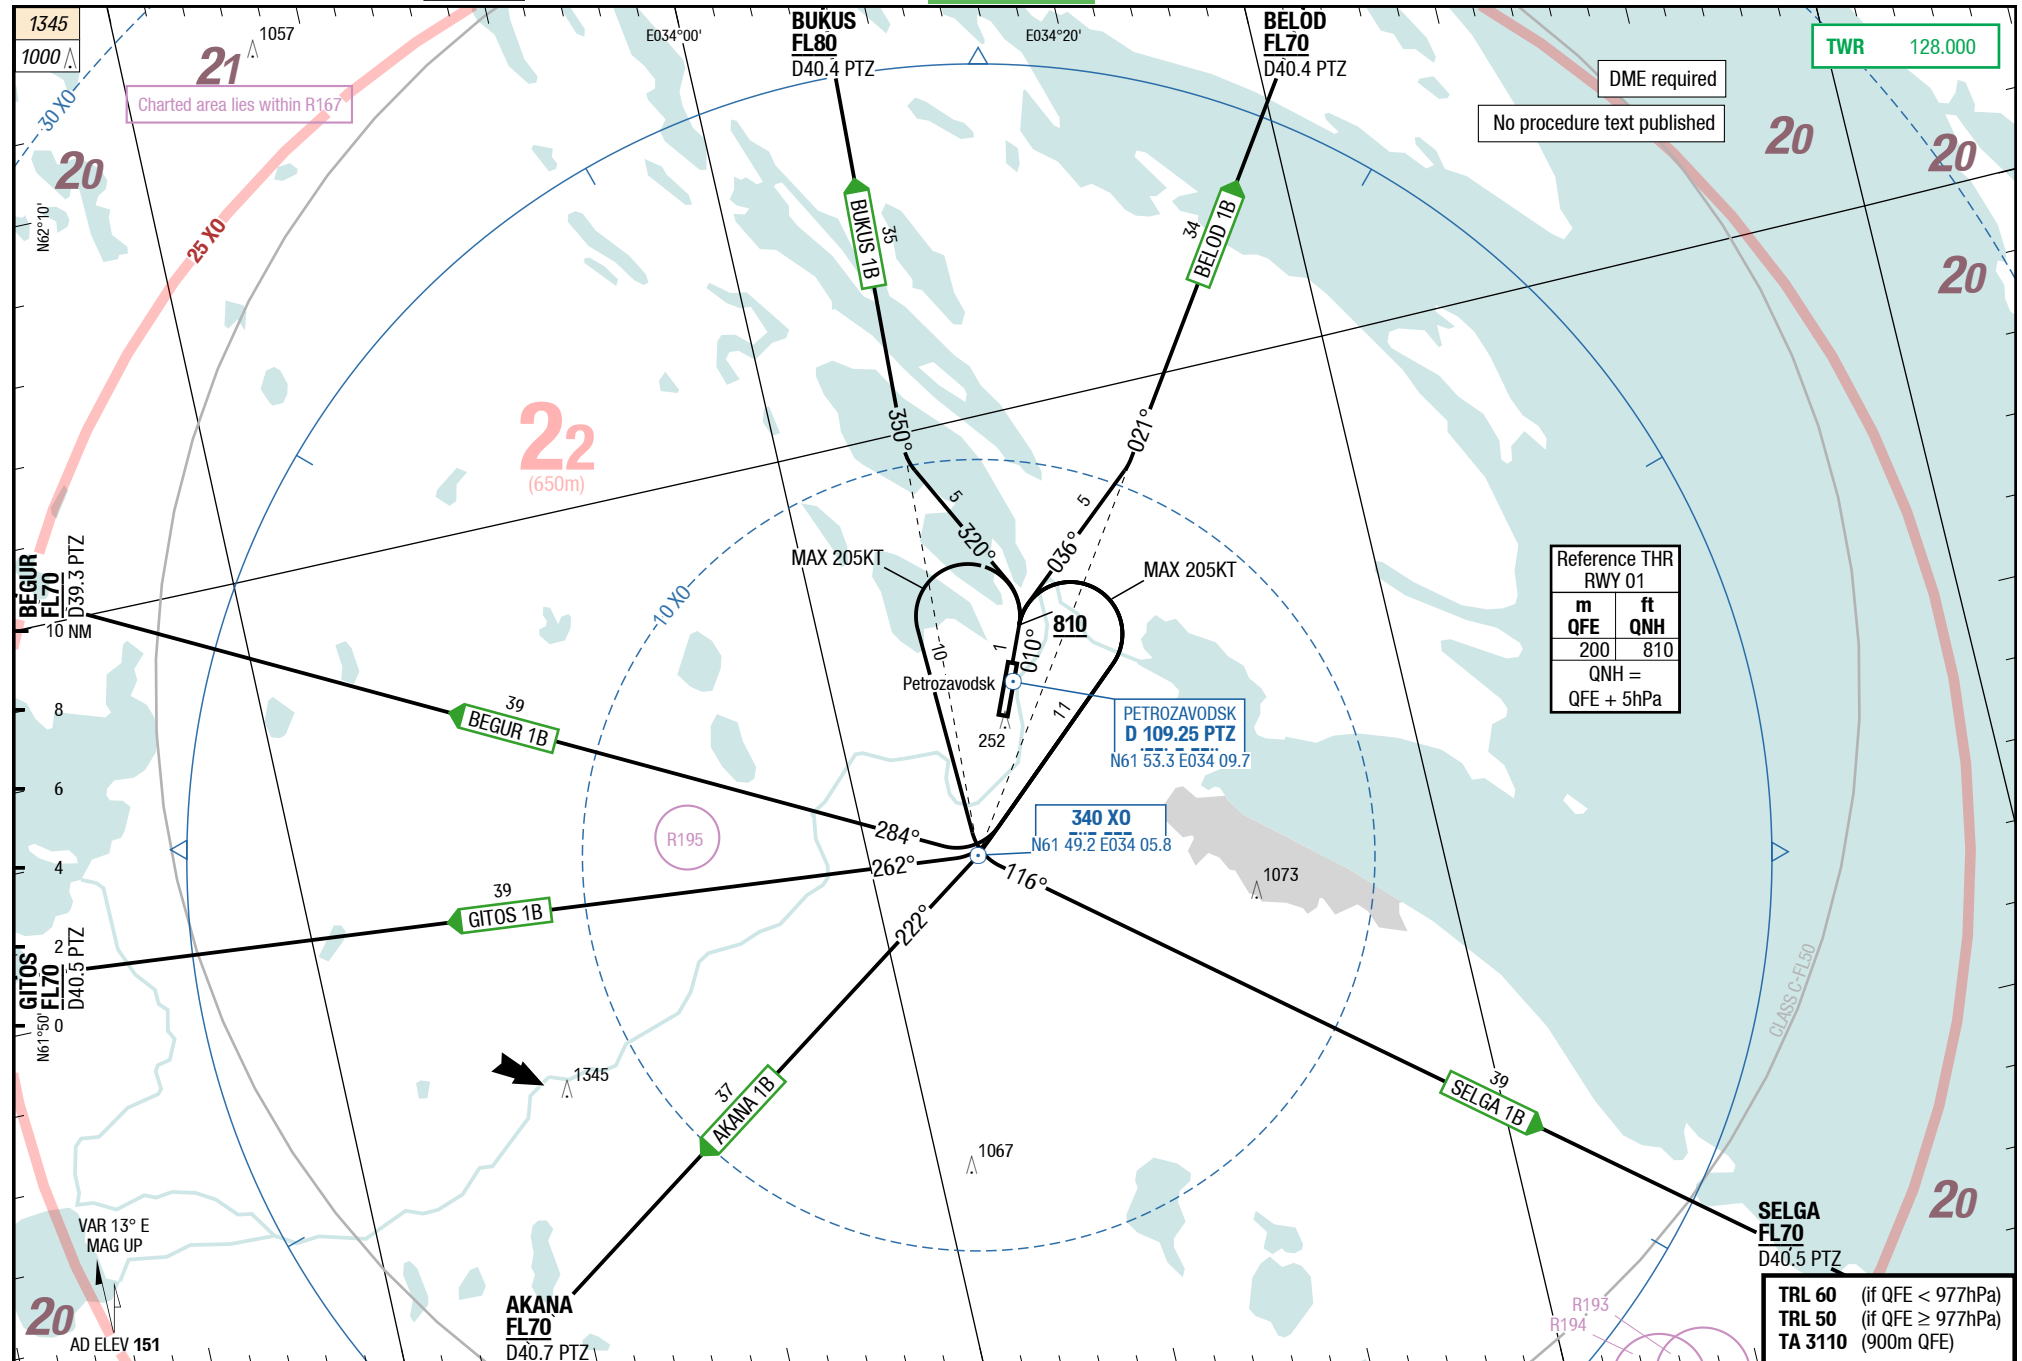 1345
1000
1057
21
Charted area lies within R167
30 XO
20
25 XO
N62°10'
E034°00'
BUKUS
FL80
D40.4 PTZ
E034°20'
BELOD
FL70
D40.4 PTZ
TWR 128.000
DME required
No procedure text published
20
20
20
BUKUS 1B
35
BELOD 1B
34
22
(650m)
350°
021°
5
5
320°
036°
MAX 205KT
MAX 205KT
10 XO
810
1
010°
10
11
Petrozavodsk
252
PETROZAVODSK
D 109.25 PTZ
N61 53.3 E034 09.7
340 XO
N61 49.2 E034 05.8
Reference THR
RWY 01
m ft
QFE QNH
200 810
QNH =
QFE + 5hPa
BEGUR
FL70
D39.3 PTZ
10 NM
8
6
4
2
0
39
BEGUR 1B
284°
R195
262°
39
GITOS 1B
GITOS
FL70
D40.5 PTZ
N61°50'
116°
222°
1073
CLASS C-FL50
1345
37
AKANA 1B
1067
39
SELGA 1B
VAR 13° E
MAG UP
20
AD ELEV 151
AKANA
FL70
D40.7 PTZ
20
SELGA
FL70
D40.5 PTZ
R193
R194
TRL 60 (if QFE < 977hPa)
TRL 50 (if QFE ≥ 977hPa)
TA 3110 (900m QFE)